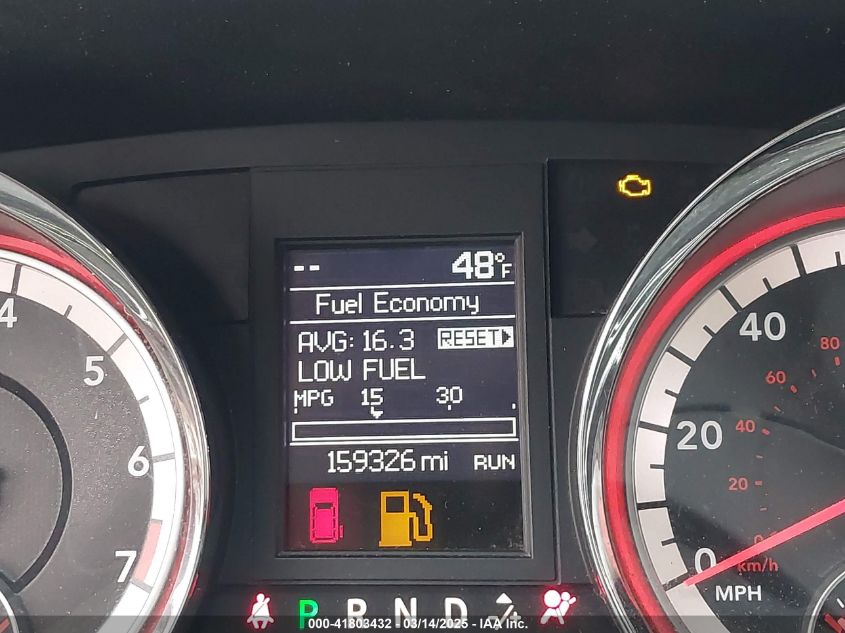 -- 48°F
Fuel Economy
AVG: 16.3 RESET
LOW FUEL
MPG 15 30
159326 mi RUN
4
5
6
7
40
20
0
MPH
80
60
40
20
0
km/h
P R N D
000-41803432 - 03/14/2025 - IAA Inc.